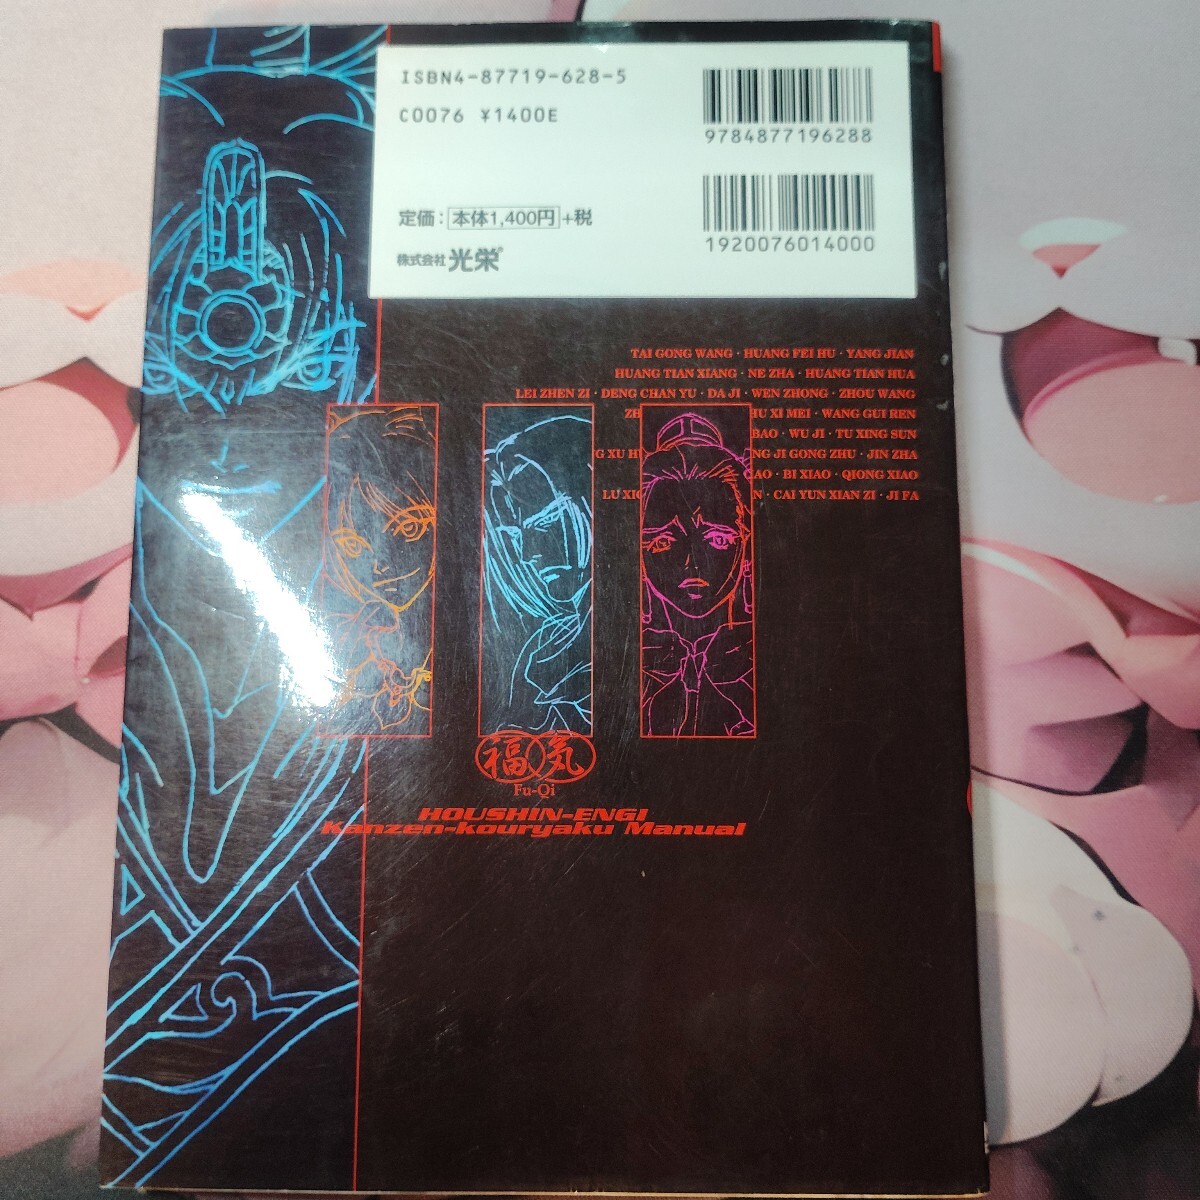 ISBN4-87719-628-5
C0076 ¥1400E
9784877196288
定価：本体1,400円+税
1920076014000
株式会社光栄®
TAI GONG WANG · HUANG FEI HU · YANG JIAN
HUANG TIAN XIANG · NE ZHA · HUANG TIAN HUA
LEI ZHEN ZI · DENG CHAN YU · DA JI · WEN ZHONG · ZHOU WANG
XI MEI · WANG GUI REN
BAO · WU JI · TU XING SUN
JI GONG ZHU · JIN ZHA
BI XIAO · QIONG XIAO
CAI YUN XIAN ZI · JI FA
福気
Fu-Qi
HOUSHIN-ENGI
Kanzen-kouryaku Manual